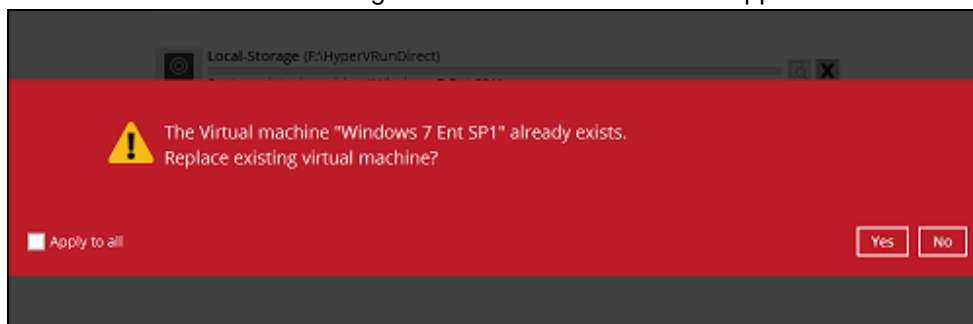 Local-Storage (F:\HyperVRunDirect)
The Virtual machine "Windows 7 Ent SP1" already exists.
Replace existing virtual machine?
Apply to all
Yes
No